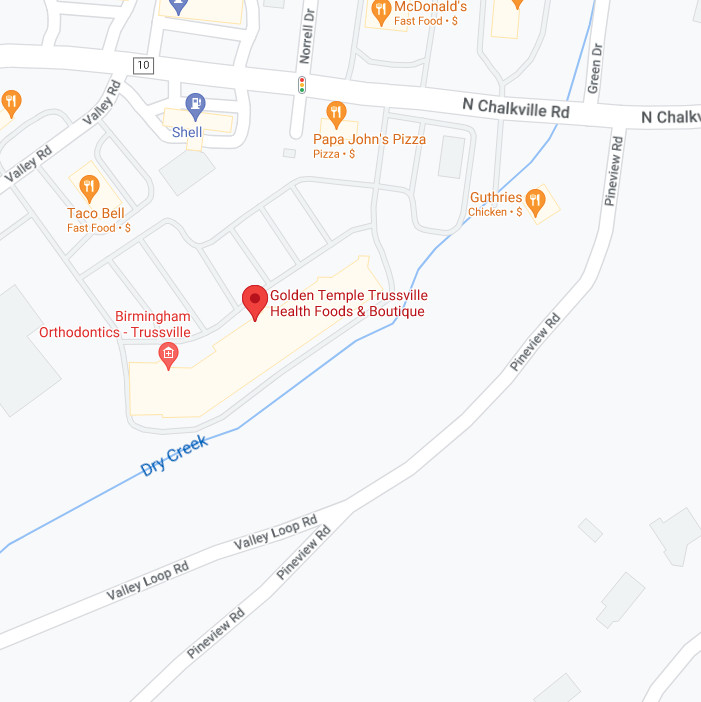 McDonald's
Fast Food • $
Norrell Dr
10
Green Dr
N Chalkville Rd
N Chalkv
Valley Rd
Shell
Papa John's Pizza
Pizza • $
Pineview Rd
Valley Rd
Taco Bell
Fast Food • $
Guthries
Chicken • $
Golden Temple Trussville
Health Foods & Boutique
Birmingham
Orthodontics - Trussville
Pineview Rd
Dry Creek
Valley Loop Rd
Pineview Rd
Valley Loop Rd
Pineview Rd